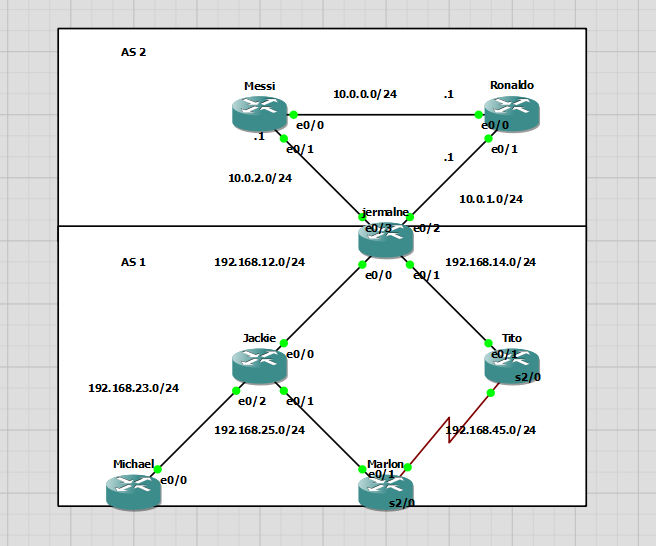 AS 2
Messi
Ronaldo
10.0.0.0/24
.1
e0/0
e0/0
.1
e0/1
e0/1
.1
10.0.2.0/24
10.0.1.0/24
jermaine
e0/3
e0/2
AS 1
192.168.12.0/24
192.168.14.0/24
e0/0
e0/1
Jackie
Tito
e0/0
e0/1
s2/0
192.168.23.0/24
e0/2
e0/1
192.168.25.0/24
192.168.45.0/24
Michael
Marlon
e0/0
e0/1
s2/0